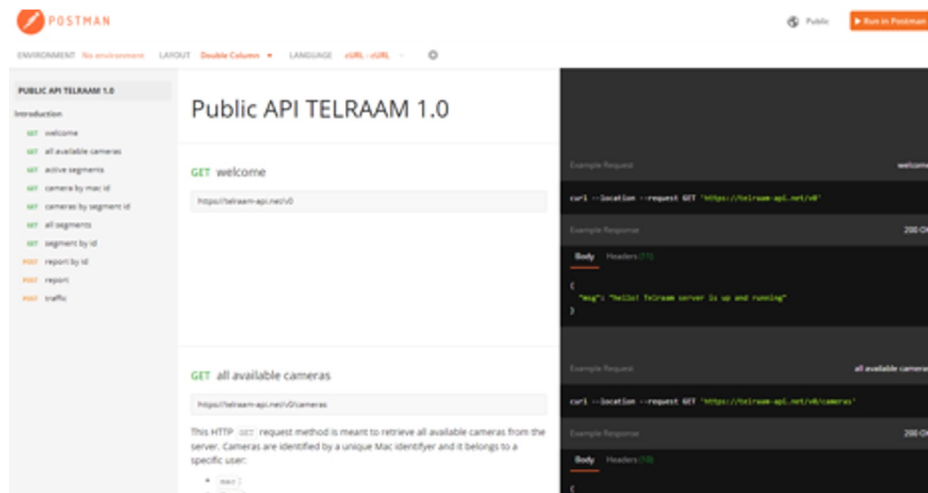 POSTMAN
Public
Run in Postman
ENVIRONMENT No environment LAYOUT Double Column LANGUAGE cURL - cURL
PUBLIC API TELRAAM 1.0
Introduction
GET welcome
GET all available cameras
GET active segments
GET camera by mac id
GET cameras by segment id
GET all segments
GET segment by id
POST report by id
POST report
POST traffic
Public API TELRAAM 1.0
GET welcome
https://telraam-api.net/v0
GET all available cameras
https://telraam-api.net/v0/cameras
This HTTP GET request method is meant to retrieve all available cameras from the
server. Cameras are identified by a unique Mac identifyer and it belongs to a
specific user:
mac :
Example Request welcome
curl --location --request GET 'https://telraam-api.net/v0'
Example Response 200 OK
Body Headers (11)
{
"msg": "hello! Telraam server is up and running"
}
Example Request all available cameras
curl --location --request GET 'https://telraam-api.net/v0/cameras'
Example Response 200 OK
Body Headers (10)
{